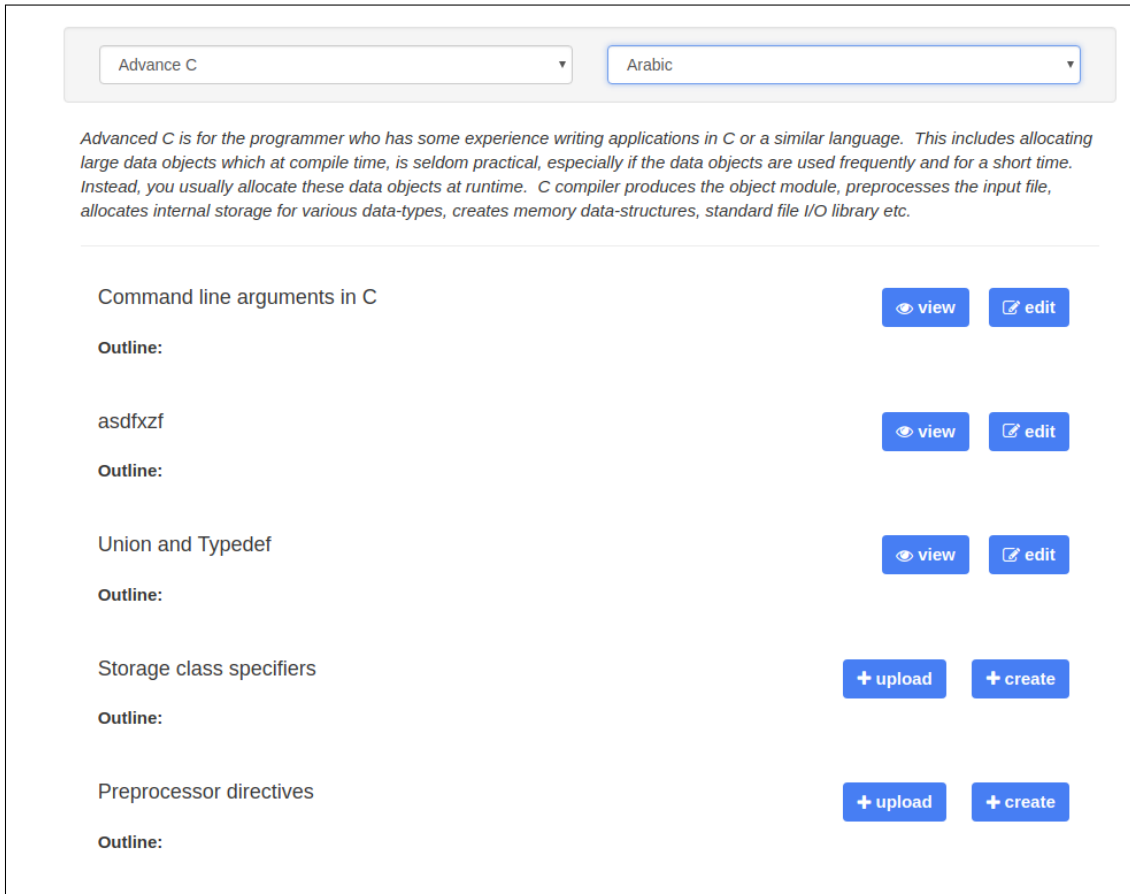 Advance C
Arabic
Advanced C is for the programmer who has some experience writing applications in C or a similar language.  This includes allocating
large data objects which at compile time, is seldom practical, especially if the data objects are used frequently and for a short time.
Instead, you usually allocate these data objects at runtime.  C compiler produces the object module, preprocesses the input file,
allocates internal storage for various data-types, creates memory data-structures, standard file I/O library etc.
Command line arguments in C
view edit
Outline:
asdfxzf
view edit
Outline:
Union and Typedef
view edit
Outline:
Storage class specifiers
upload create
Outline:
Preprocessor directives
upload create
Outline: